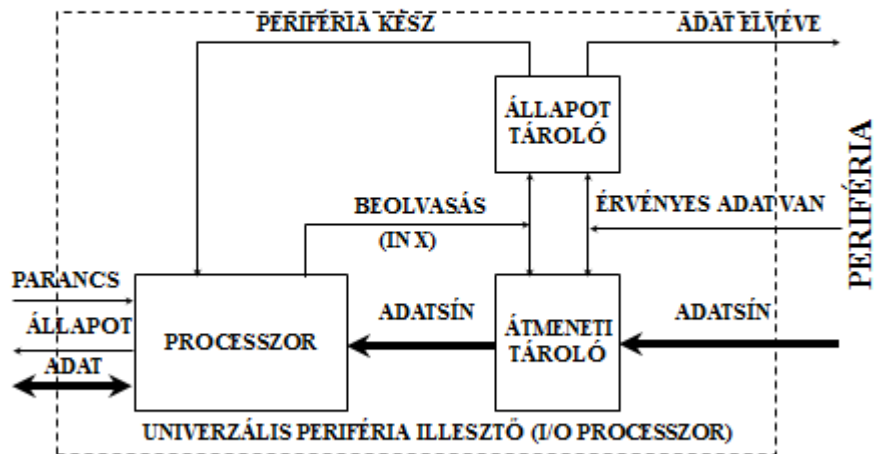 PERIFÉRIA KÉSZ
ADAT ELVÉVE
ÁLLAPOT
TÁROLÓ
PERIFÉRIA
BEOLVASÁS
(IN X)
ÉRVÉNYES ADAT VAN
PARANCS
ÁLLAPOT
ADAT
PROCESSZOR
ADATSÍN
ÁTMENETI
TÁROLÓ
ADATSÍN
UNIVERZÁLIS PERIFÉRIA ILLESZTŐ (I/O PROCESSZOR)